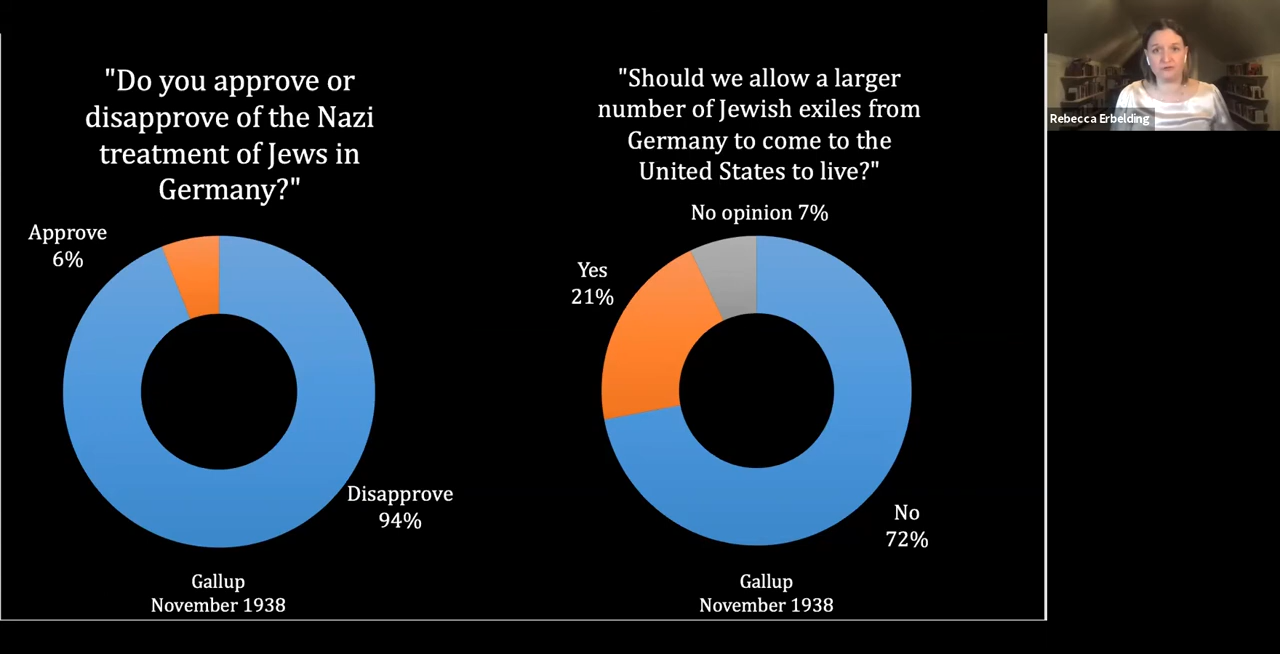 "Do you approve or
disapprove of the Nazi
treatment of Jews in
Germany?"
Approve
6%
Disapprove
94%
Gallup
November 1938
"Should we allow a larger
number of Jewish exiles from
Germany to come to the
United States to live?"
No opinion 7%
Yes
21%
No
72%
Gallup
November 1938
Rebecca Erbelding